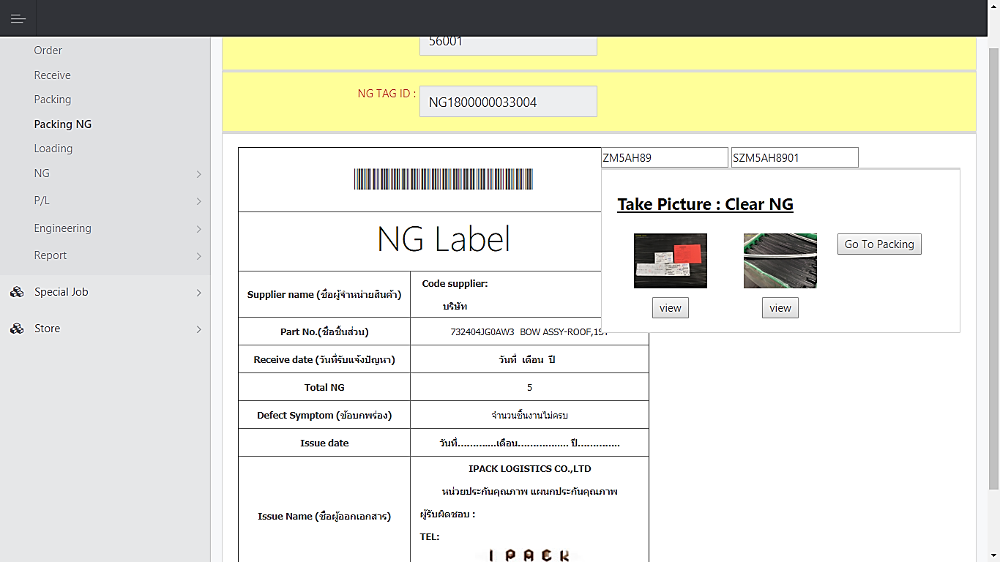 Order
Receive
Packing
Packing NG
Loading
NG
P/L
Engineering
Report
Special Job
Store
56001
NG TAG ID :
NG1800000033004
ZM5AH89
SZM5AH8901
Take Picture : Clear NG
Go To Packing
view
view
NG Label
Supplier name (ชื่อผู้จำหน่ายสินค้า)
Code supplier:
บริษัท
Part No.(ชื่อชิ้นส่วน)
732404JG0AW3 BOW ASSY-ROOF,1ST
Receive date (วันที่รับแจ้งปัญหา)
วันที่ เดือน ปี
Total NG
5
Defect Symptom (ข้อบกพร่อง)
จำนวนชิ้นงานไม่ครบ
Issue date
วันที่.............เดือน................. ปี..............
Issue Name (ชื่อผู้ออกเอกสาร)
IPACK LOGISTICS CO.,LTD
หน่วยประกันคุณภาพ แผนกประกันคุณภาพ
ผู้รับผิดชอบ :
TEL:
IPACK